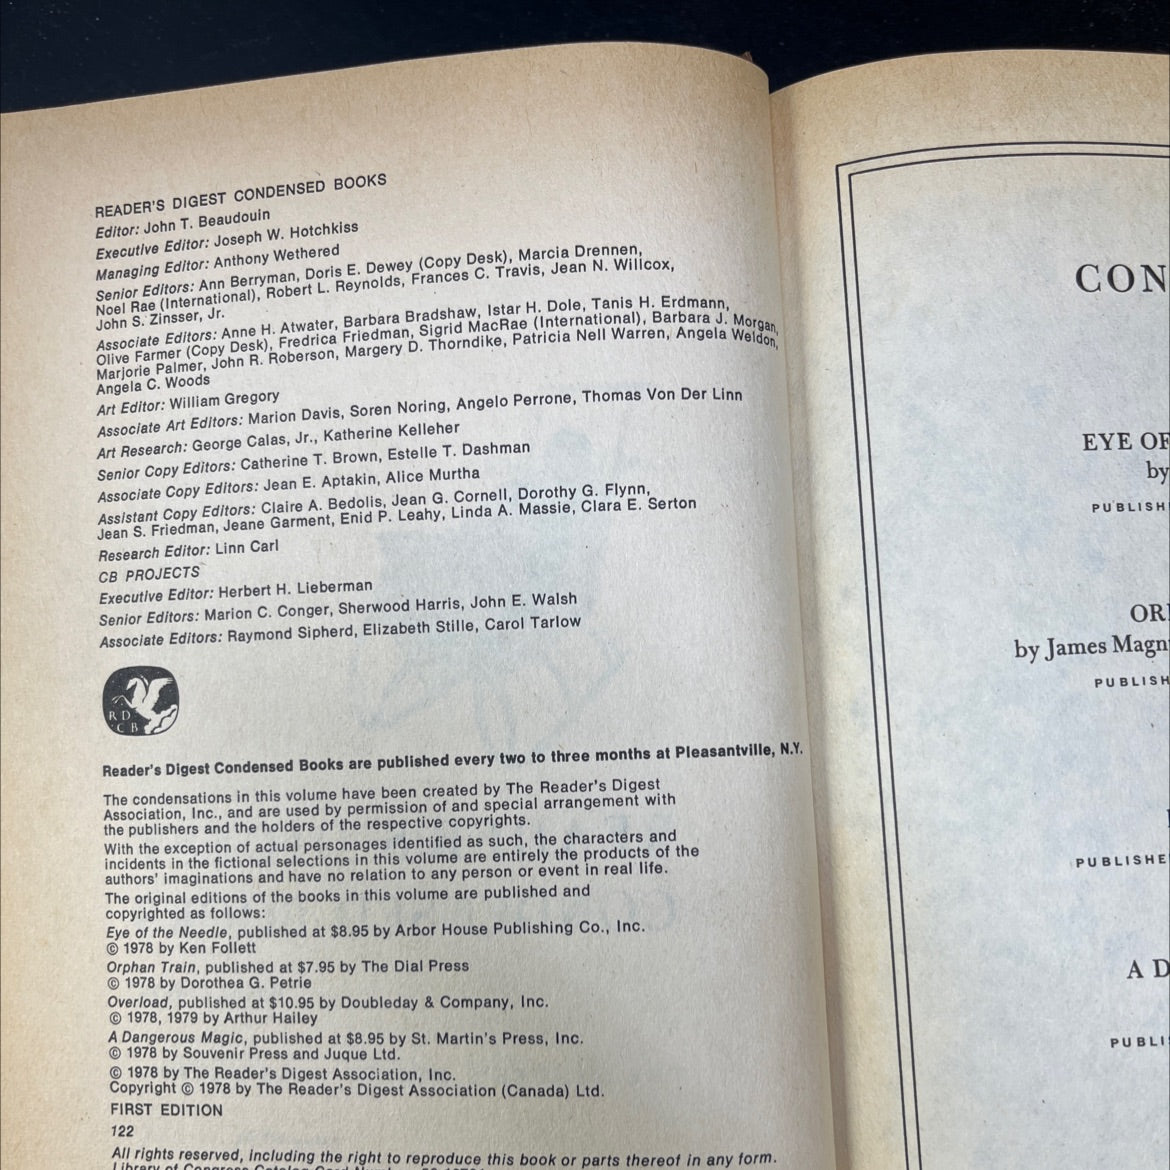 READER'S DIGEST CONDENSED BOOKS
Editor: John T. Beaudouin
Executive Editor: Joseph W. Hotchkiss
Managing Editor: Anthony Wethered
Senior Editors: Ann Berryman, Doris E. Dewey (Copy Desk), Marcia Drennen,
Noel Rae (International), Robert L. Reynolds, Frances C. Travis, Jean N. Willcox,
John S. Zinsser, Jr.
Associate Editors: Anne H. Atwater, Barbara Bradshaw, Istar H. Dole, Tanis H. Erdmann,
Olive Farmer (Copy Desk), Fredrica Friedman, Sigrid MacRae (International), Barbara J. Morgan,
Marjorie Palmer, John R. Roberson, Margery D. Thorndike, Patricia Nell Warren, Angela Weldon,
Angela C. Woods
Art Editor: William Gregory
Associate Art Editors: Marion Davis, Soren Noring, Angelo Perrone, Thomas Von Der Linn
Art Research: George Calas, Jr., Katherine Kelleher
Senior Copy Editors: Catherine T. Brown, Estelle T. Dashman
Associate Copy Editors: Jean E. Aptakin, Alice Murtha
Assistant Copy Editors: Claire A. Bedolis, Jean G. Cornell, Dorothy G. Flynn,
Jean S. Friedman, Jeane Garment, Enid P. Leahy, Linda A. Massie, Clara E. Serton
Research Editor: Linn Carl
CB PROJECTS
Executive Editor: Herbert H. Lieberman
Senior Editors: Marion C. Conger, Sherwood Harris, John E. Walsh
Associate Editors: Raymond Sipherd, Elizabeth Stille, Carol Tarlow
R D
C B
Reader's Digest Condensed Books are published every two to three months at Pleasantville, N.Y.
The condensations in this volume have been created by The Reader's Digest
Association, Inc., and are used by permission of and special arrangement with
the publishers and the holders of the respective copyrights.
With the exception of actual personages identified as such, the characters and
incidents in the fictional selections in this volume are entirely the products of the
authors' imaginations and have no relation to any person or event in real life.
The original editions of the books in this volume are published and
copyrighted as follows:
Eye of the Needle, published at $8.95 by Arbor House Publishing Co., Inc.
© 1978 by Ken Follett
Orphan Train, published at $7.95 by The Dial Press
© 1978 by Dorothea G. Petrie
Overload, published at $10.95 by Doubleday & Company, Inc.
© 1978, 1979 by Arthur Hailey
A Dangerous Magic, published at $8.95 by St. Martin's Press, Inc.
© 1978 by Souvenir Press and Juque Ltd.
© 1978 by The Reader's Digest Association, Inc.
Copyright © 1978 by The Reader's Digest Association (Canada) Ltd.
FIRST EDITION
122
All rights reserved, including the right to reproduce this book or parts thereof in any form.
Library of Congress Catalog Card
CON
EYE OF
by
PUBLISH
OR
by James Magn
PUBLISH
PUBLISHE
A D
PUBLI